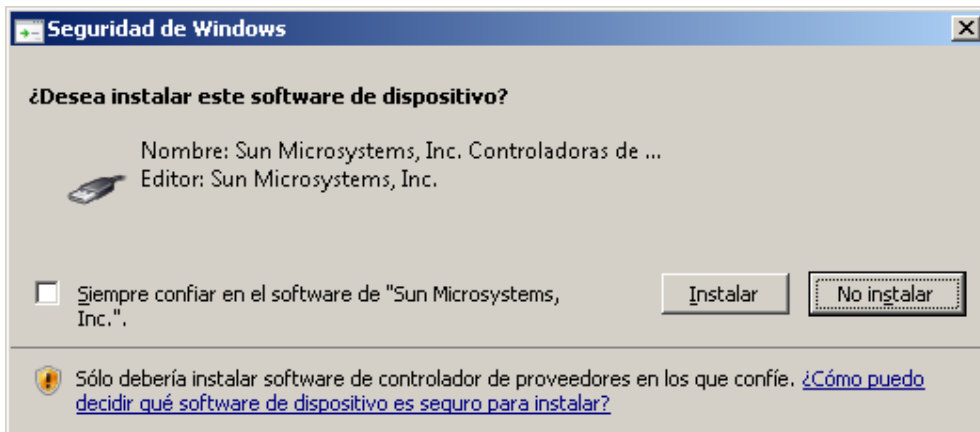 Seguridad de Windows
¿Desea instalar este software de dispositivo?
Nombre: Sun Microsystems, Inc. Controladoras de ...
Editor: Sun Microsystems, Inc.
Siempre confiar en el software de "Sun Microsystems,
Inc.".
Instalar
No instalar
Sólo debería instalar software de controlador de proveedores en los que confíe. ¿Cómo puedo
decidir qué software de dispositivo es seguro para instalar?